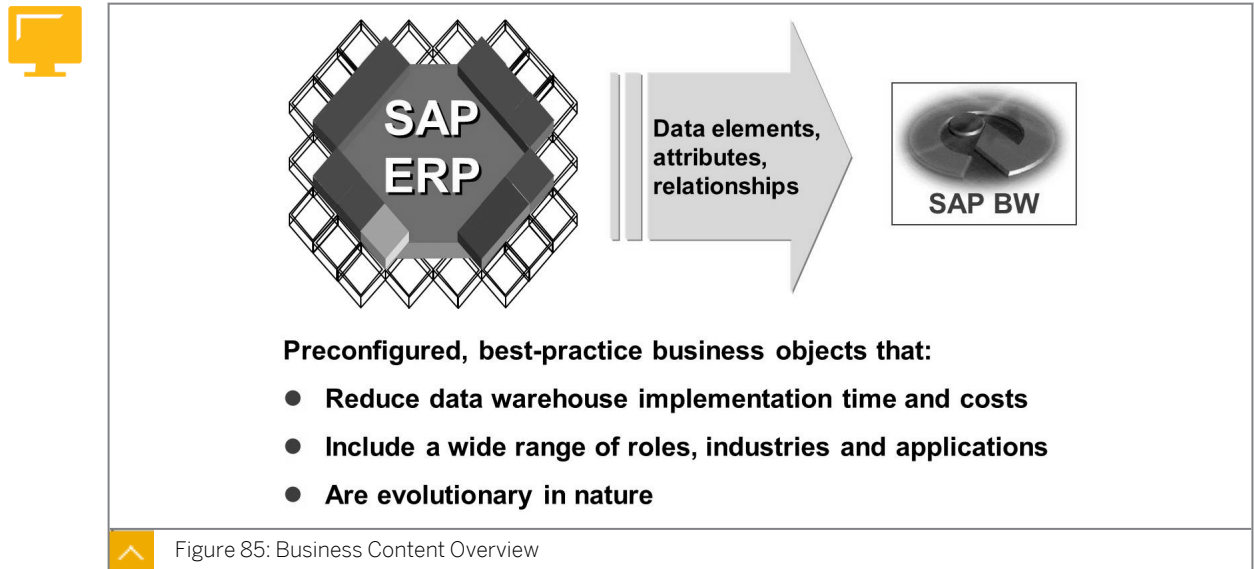 SAP
ERP
Data elements,
attributes,
relationships
SAP BW
Preconfigured, best-practice business objects that:
● Reduce data warehouse implementation time and costs
● Include a wide range of roles, industries and applications
● Are evolutionary in nature
Figure 85: Business Content Overview